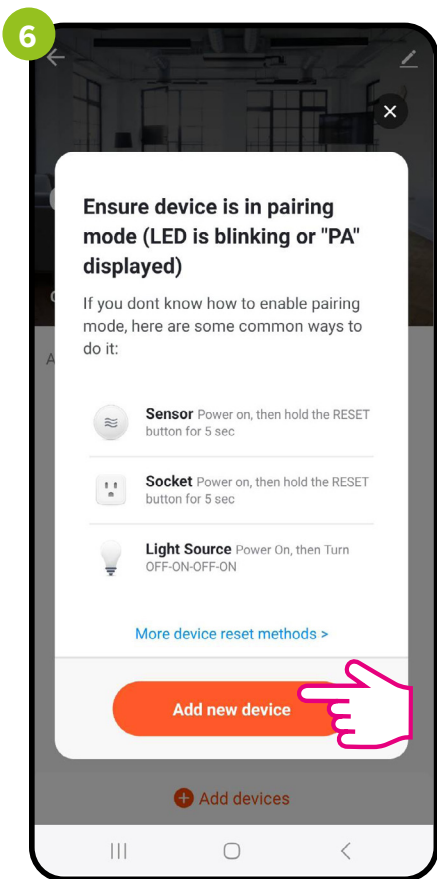 6
Ensure device is in pairing
mode (LED is blinking or "PA"
displayed)
If you dont know how to enable pairing
mode, here are some common ways to
do it:
Sensor Power on, then hold the RESET
button for 5 sec
Socket Power on, then hold the RESET
button for 5 sec
Light Source Power On, then Turn
OFF-ON-OFF-ON
More device reset methods >
Add new device
Add devices